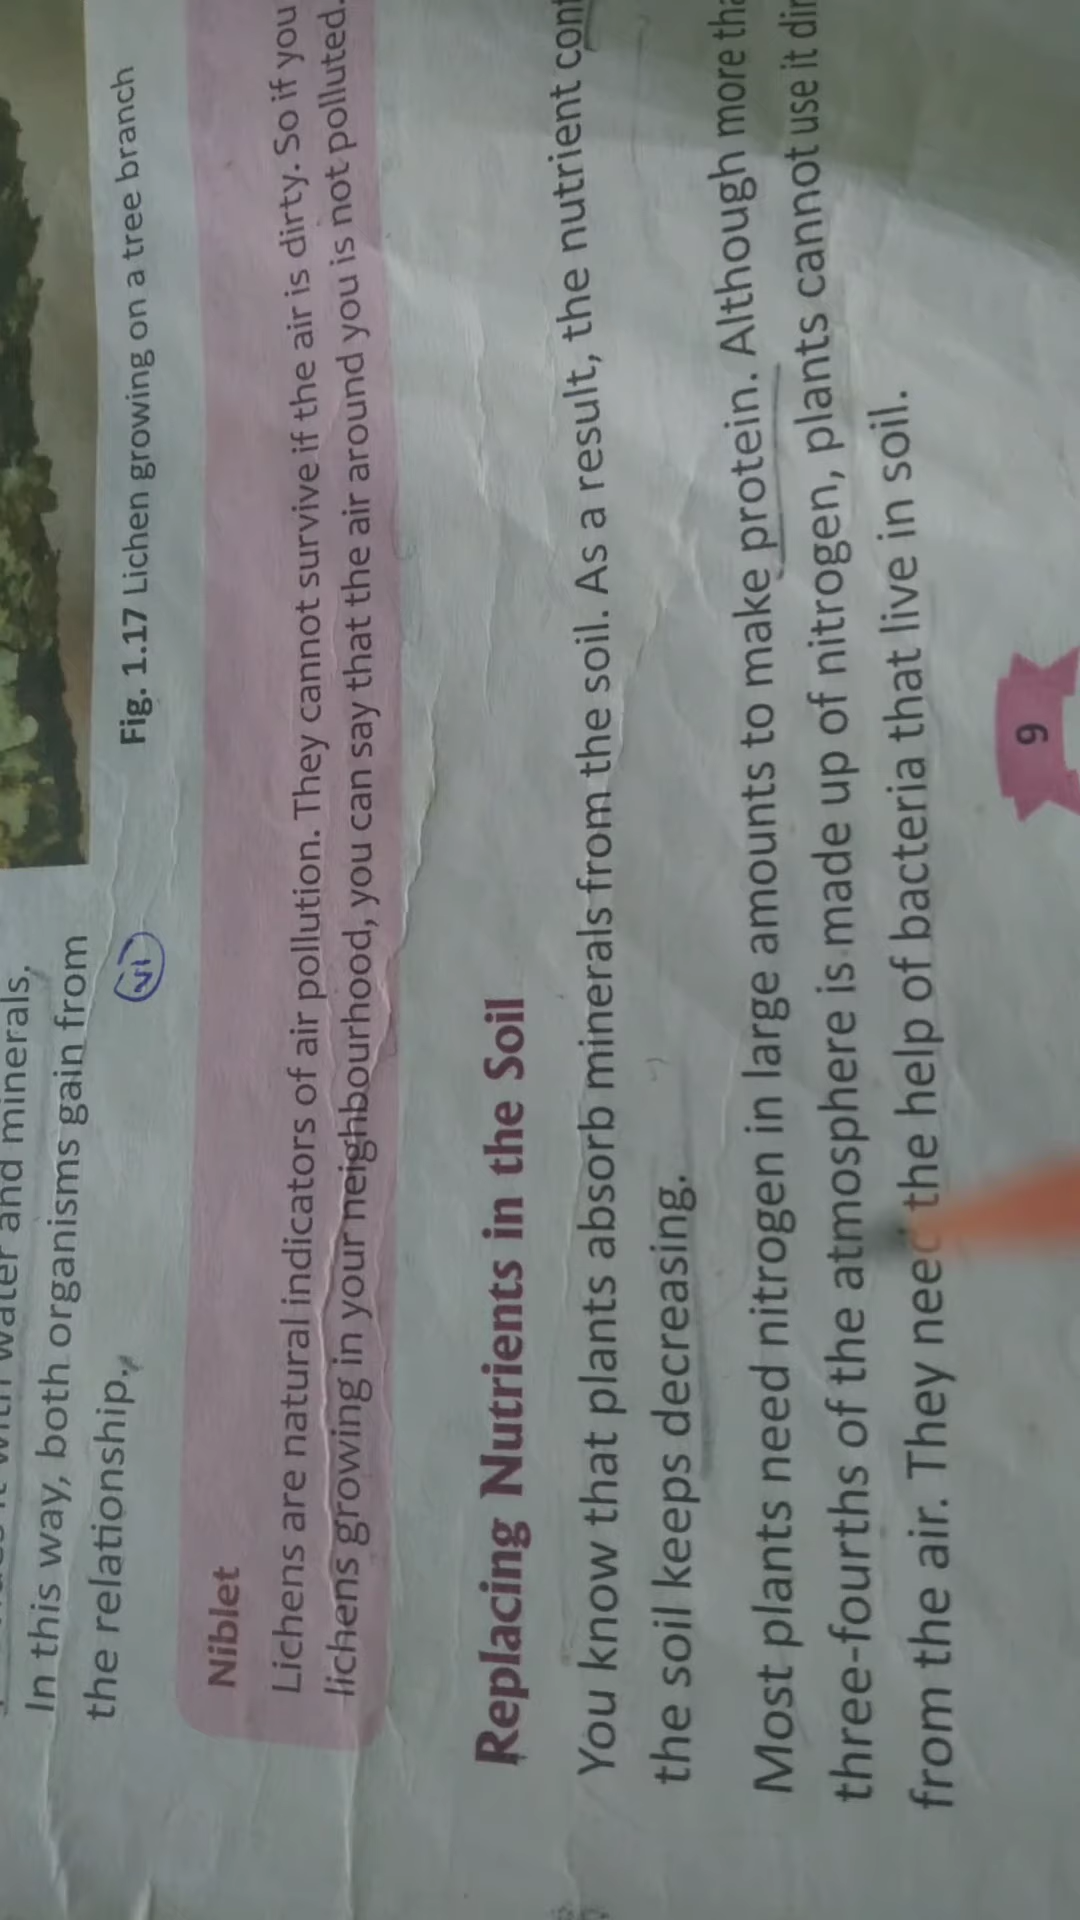 water and minerals.
In this way, both organisms gain from
the relationship.
Fig. 1.17 Lichen growing on a tree branch
VI
Niblet
Lichens are natural indicators of air pollution. They cannot survive if the air is dirty. So if you
lichens growing in your neighbourhood, you can say that the air around you is not polluted.
Replacing Nutrients in the Soil
You know that plants absorb minerals from the soil. As a result, the nutrient
the soil keeps decreasing.
Most plants need nitrogen in large amounts to make protein. Although more
three-fourths of the atmosphere is made up of nitrogen, plants cannot use it
from the air. They need the help of bacteria that live in soil.
9